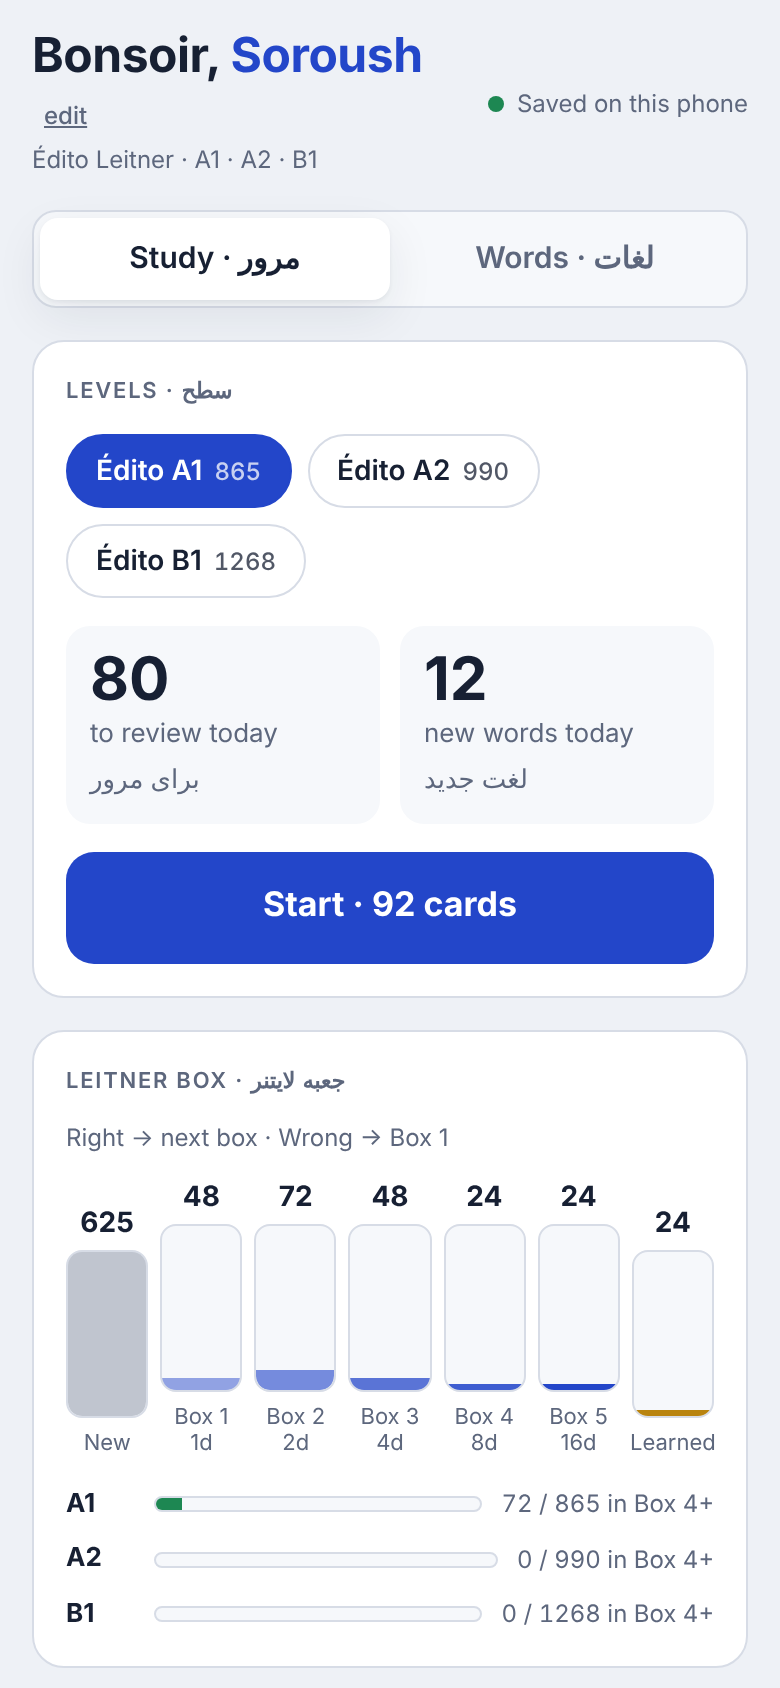 Bonsoir, Soroush
edit
Saved on this phone
Édito Leitner · A1 · A2 · B1
Study · مرور
Words · لغات
LEVELS · سطح
Édito A1 865
Édito A2 990
Édito B1 1268
80
to review today
برای مرور
12
new words today
لغت جدید
Start · 92 cards
LEITNER BOX · جعبه لایتنر
Right → next box · Wrong → Box 1
625
48
72
48
24
24
24
New
Box 1
1d
Box 2
2d
Box 3
4d
Box 4
8d
Box 5
16d
Learned
A1
72 / 865 in Box 4+
A2
0 / 990 in Box 4+
B1
0 / 1268 in Box 4+